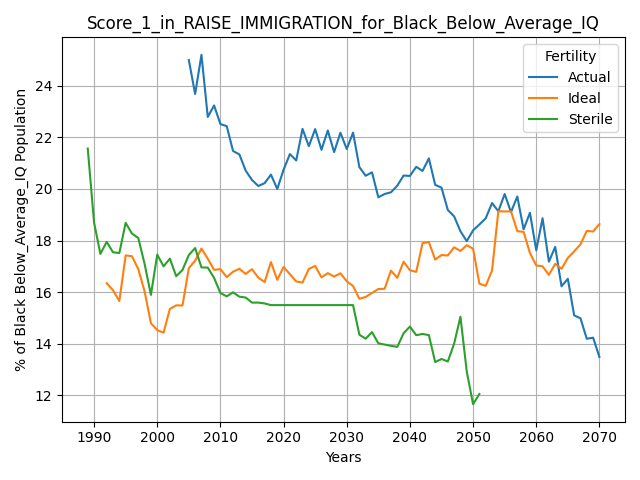 Score_1_in_RAISE_IMMIGRATION_for_Black_Below_Average_IQ
% of Black Below_Average_IQ Population
24
22
20
18
16
14
12
Fertility
Actual
Ideal
Sterile
1990 2000 2010 2020 2030 2040 2050 2060 2070
Years